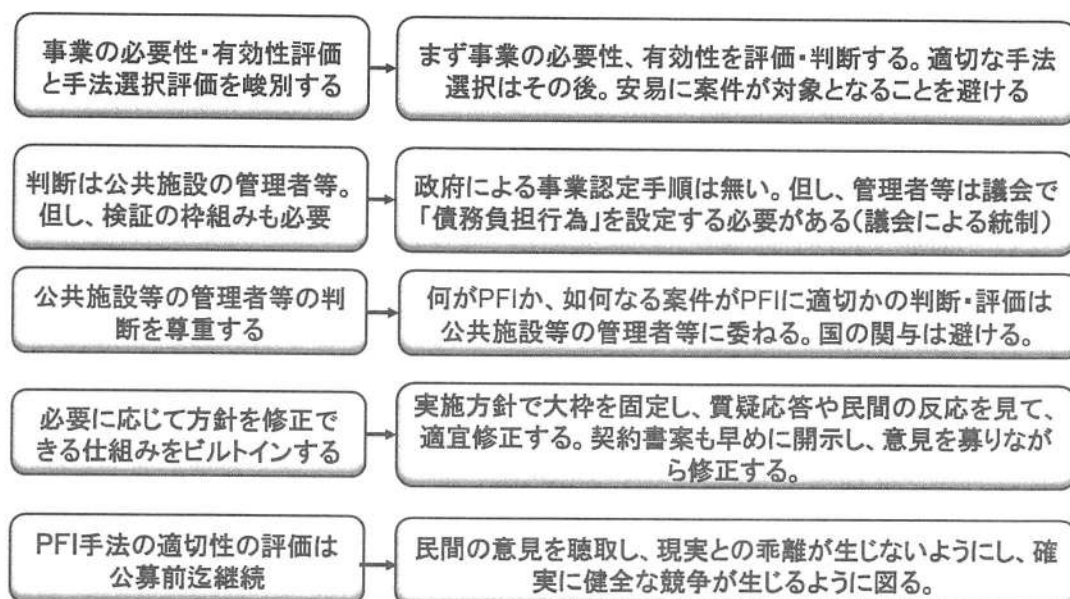 事業の必要性・有効性評価
と手法選択評価を峻別する
まず事業の必要性、有効性を評価・判断する。適切な手法
選択はその後。安易に案件が対象となることを避ける
判断は公共施設の管理者等。
但し、検証の枠組みも必要
政府による事業認定手順は無い。但し、管理者等は議会で
「債務負担行為」を設定する必要がある(議会による統制)
公共施設等の管理者等の判
断を尊重する
何がPFIか、如何なる案件がPFIに適切かの判断・評価は
公共施設等の管理者等に委ねる。国の関与は避ける。
必要に応じて方針を修正で
きる仕組みをビルトインする
実施方針で大枠を固定し、質疑応答や民間の反応を見て、
適宜修正する。契約書案も早めに開示し、意見を募りなが
ら修正する。
PFI手法の適切性の評価は
公募前迄継続
民間の意見を聴取し、現実との乖離が生じないようにし、確
実に健全な競争が生じるように図る。